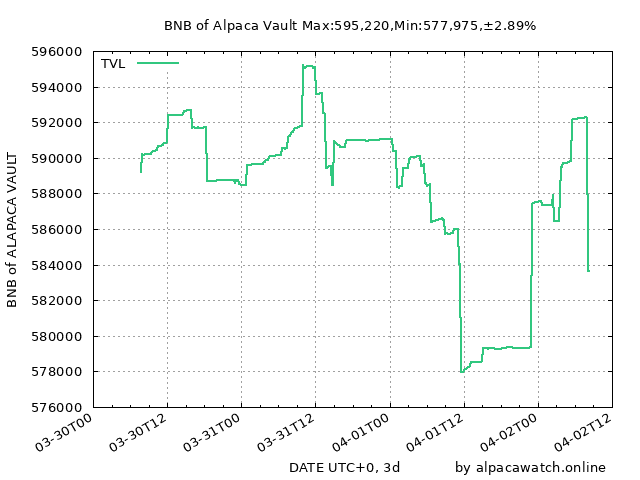 BNB of Alpaca Vault Max:595,220,Min:577,975,±2.89%
TVL
BNB of ALAPACA VAULT
596000
594000
592000
590000
588000
586000
584000
582000
580000
578000
576000
03-30T00
03-30T12
03-31T00
03-31T12
04-01T00
04-01T12
04-02T00
04-02T12
DATE UTC+0, 3d
by alpacawatch.online